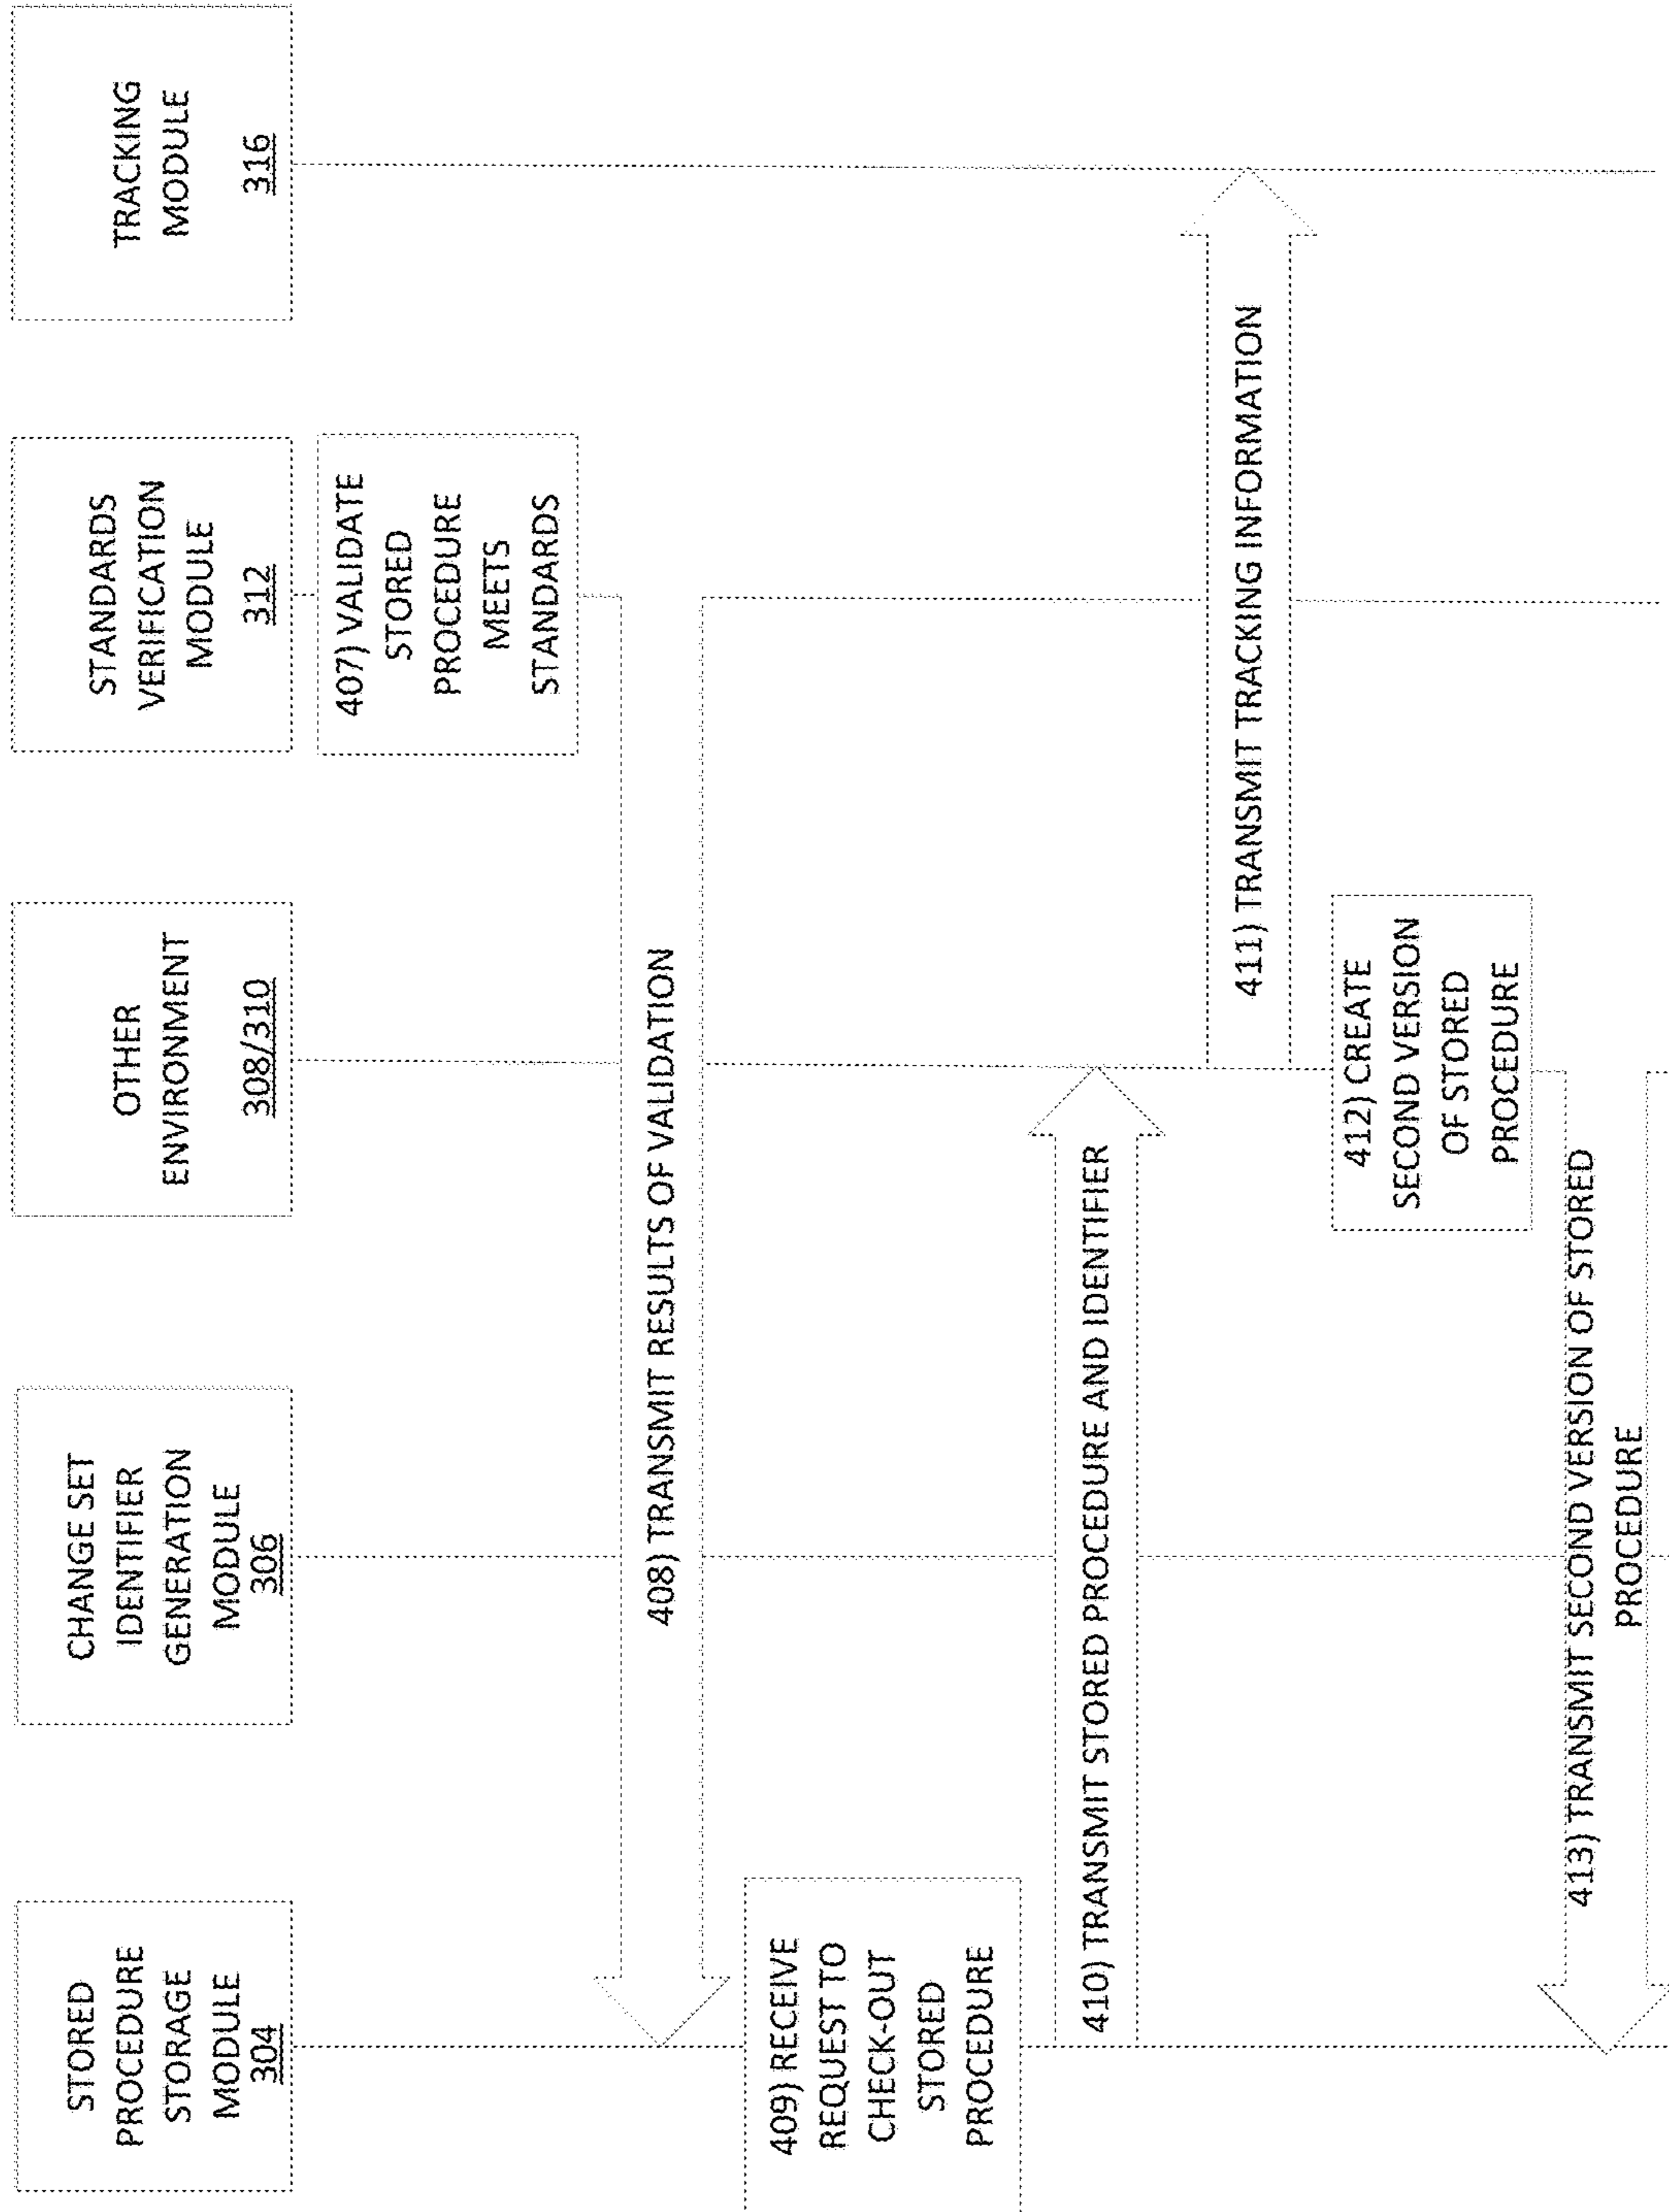 STORED
PROCEDURE
STORAGE
MODULE
304
CHANGE SET
IDENTIFIER
GENERATION
MODULE
306
OTHER
ENVIRONMENT
308/310
STANDARDS
VERIFICATION
MODULE
312
TRACKING
MODULE
316
407) VALIDATE
STORED
PROCEDURE
MEETS
STANDARDS
408) TRANSMIT RESULTS OF VALIDATION
409) RECEIVE
REQUEST TO
CHECK-OUT
STORED
PROCEDURE
410) TRANSMIT STORED PROCEDURE AND IDENTIFIER
411) TRANSMIT TRACKING INFORMATION
412) CREATE
SECOND VERSION
OF STORED
PROCEDURE
413) TRANSMIT SECOND VERSION OF STORED
PROCEDURE